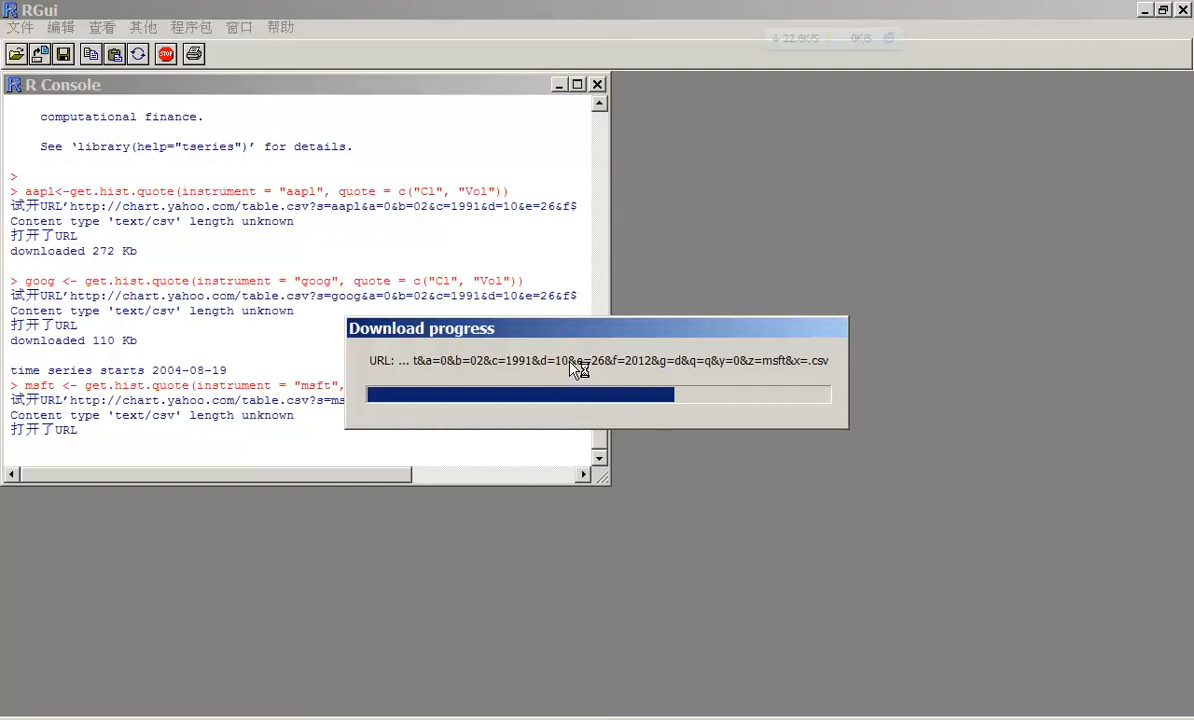 RGui
文件 编辑 查看 其他 程序包 窗口 帮助
↓ 22.6K/S 0K/S
STOP
R Console
computational finance.
See ‘library(help="tseries")’ for details.
>
> aapl<-get.hist.quote(instrument = "aapl", quote = c("Cl", "Vol"))
试开URL’http://chart.yahoo.com/table.csv?s=aapl&a=0&b=02&c=1991&d=10&e=26&f$
Content type 'text/csv' length unknown
打开了URL
downloaded 272 Kb
> goog <- get.hist.quote(instrument = "goog", quote = c("Cl", "Vol"))
试开URL’http://chart.yahoo.com/table.csv?s=goog&a=0&b=02&c=1991&d=10&e=26&f$
Content type 'text/csv' length unknown
打开了URL
downloaded 110 Kb
time series starts 2004-08-19
> msft <- get.hist.quote(instrument = "msft",
试开URL’http://chart.yahoo.com/table.csv?s=ms
Content type 'text/csv' length unknown
打开了URL
Download progress
URL: ... t&a=0&b=02&c=1991&d=10&e=26&f=2012&g=d&q=q&y=0&z=msft&x=.csv